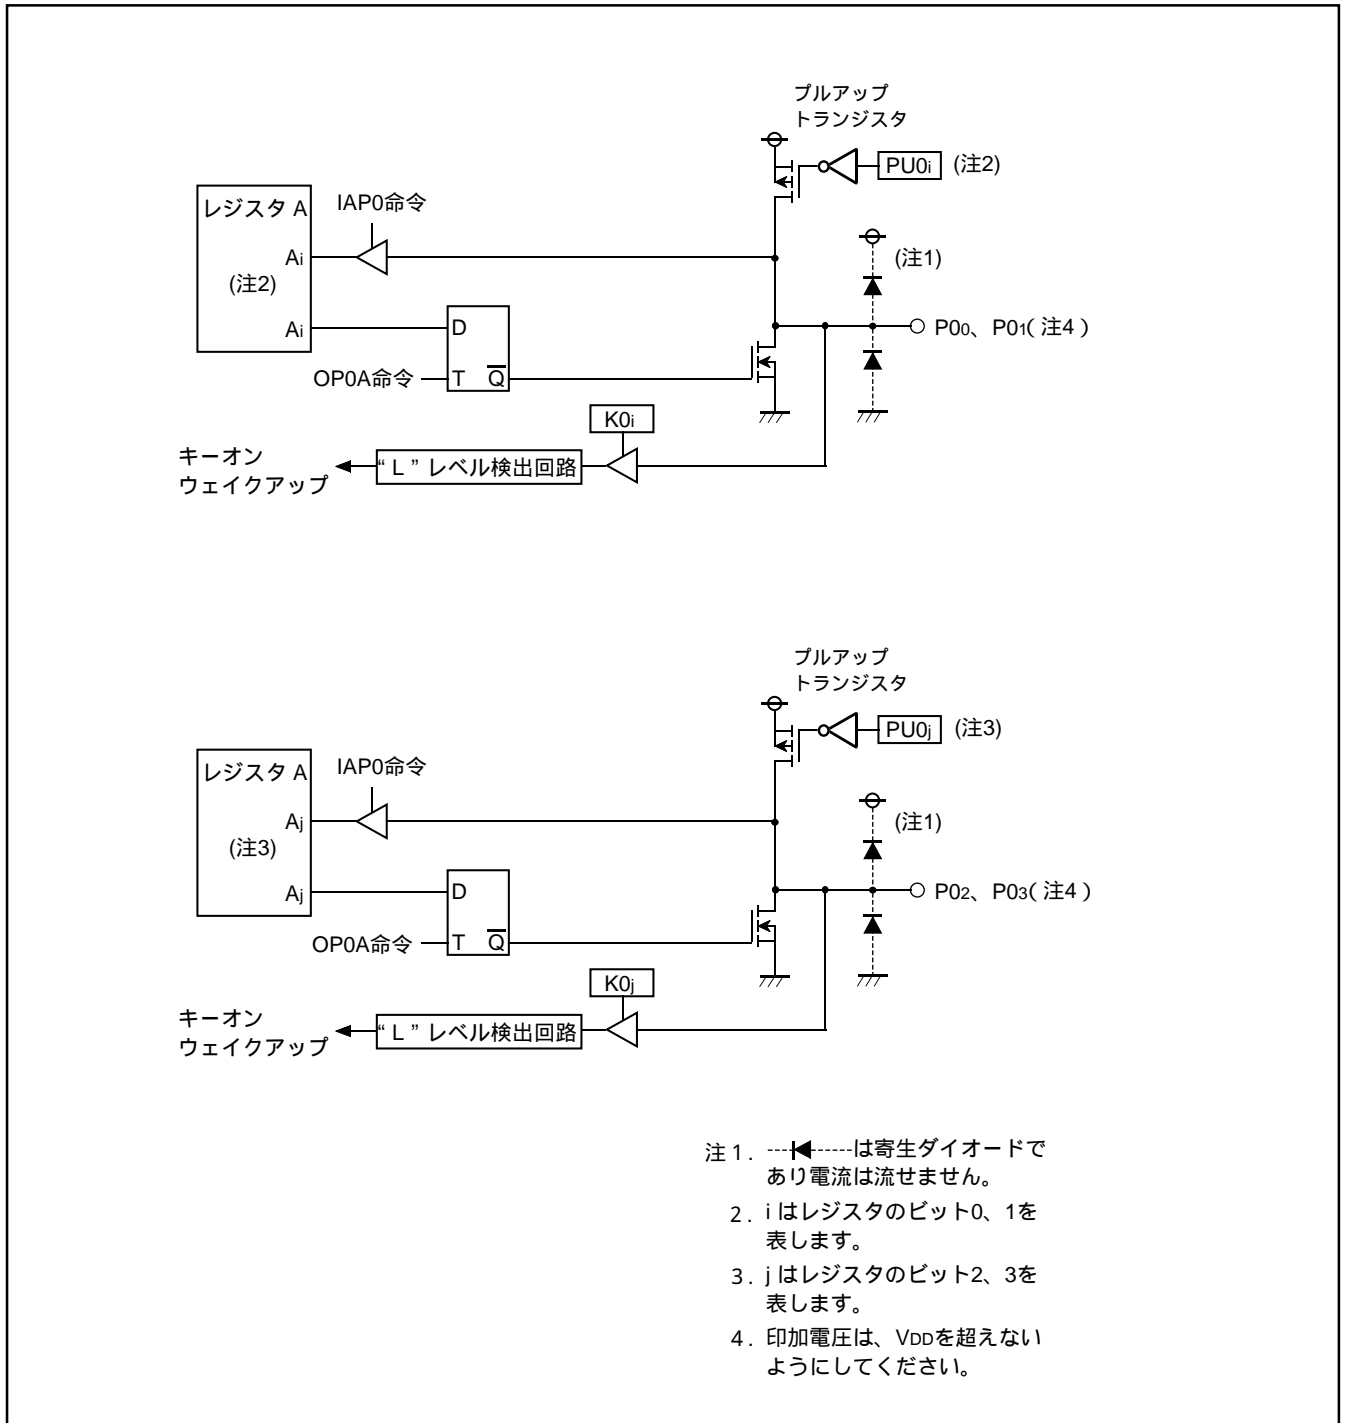 プルアップ
トランジスタ
PU0i (注2)
レジスタ A
IAP0命令
Ai
(注2)
(注1)
Ai
D
P00、P01(注4)
OP0A命令
T Q̅
K0i
キーオン
ウェイクアップ
“L”レベル検出回路
プルアップ
トランジスタ
PU0j (注3)
レジスタ A
IAP0命令
Aj
(注3)
(注1)
Aj
D
P02、P03(注4)
OP0A命令
T Q̅
K0j
キーオン
ウェイクアップ
“L”レベル検出回路
注1. は寄生ダイオードで
あり電流は流せません。
2. i はレジスタのビット0、1を
表します。
3. j はレジスタのビット2、3を
表します。
4. 印加電圧は、VDDを超えない
ようにしてください。